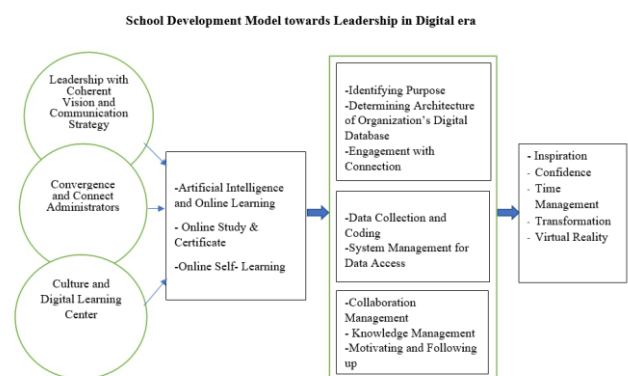 School Development Model towards Leadership in Digital era
Leadership with
Coherent
Vision and
Communication
Strategy
Convergence
and Connect
Administrators
Culture and
Digital Learning
Center
-Artificial Intelligence
and Online Learning
- Online Study &
Certificate
-Online Self- Learning
-Identifying Purpose
-Determining Architecture
of Organization's Digital
Database
-Engagement with
Connection
-Data Collection and
Coding
-System Management for
Data Access
-Collaboration
Management
- Knowledge Management
-Motivating and Following
up
- Inspiration
- Confidence
- Time
Management
- Transformation
- Virtual Reality